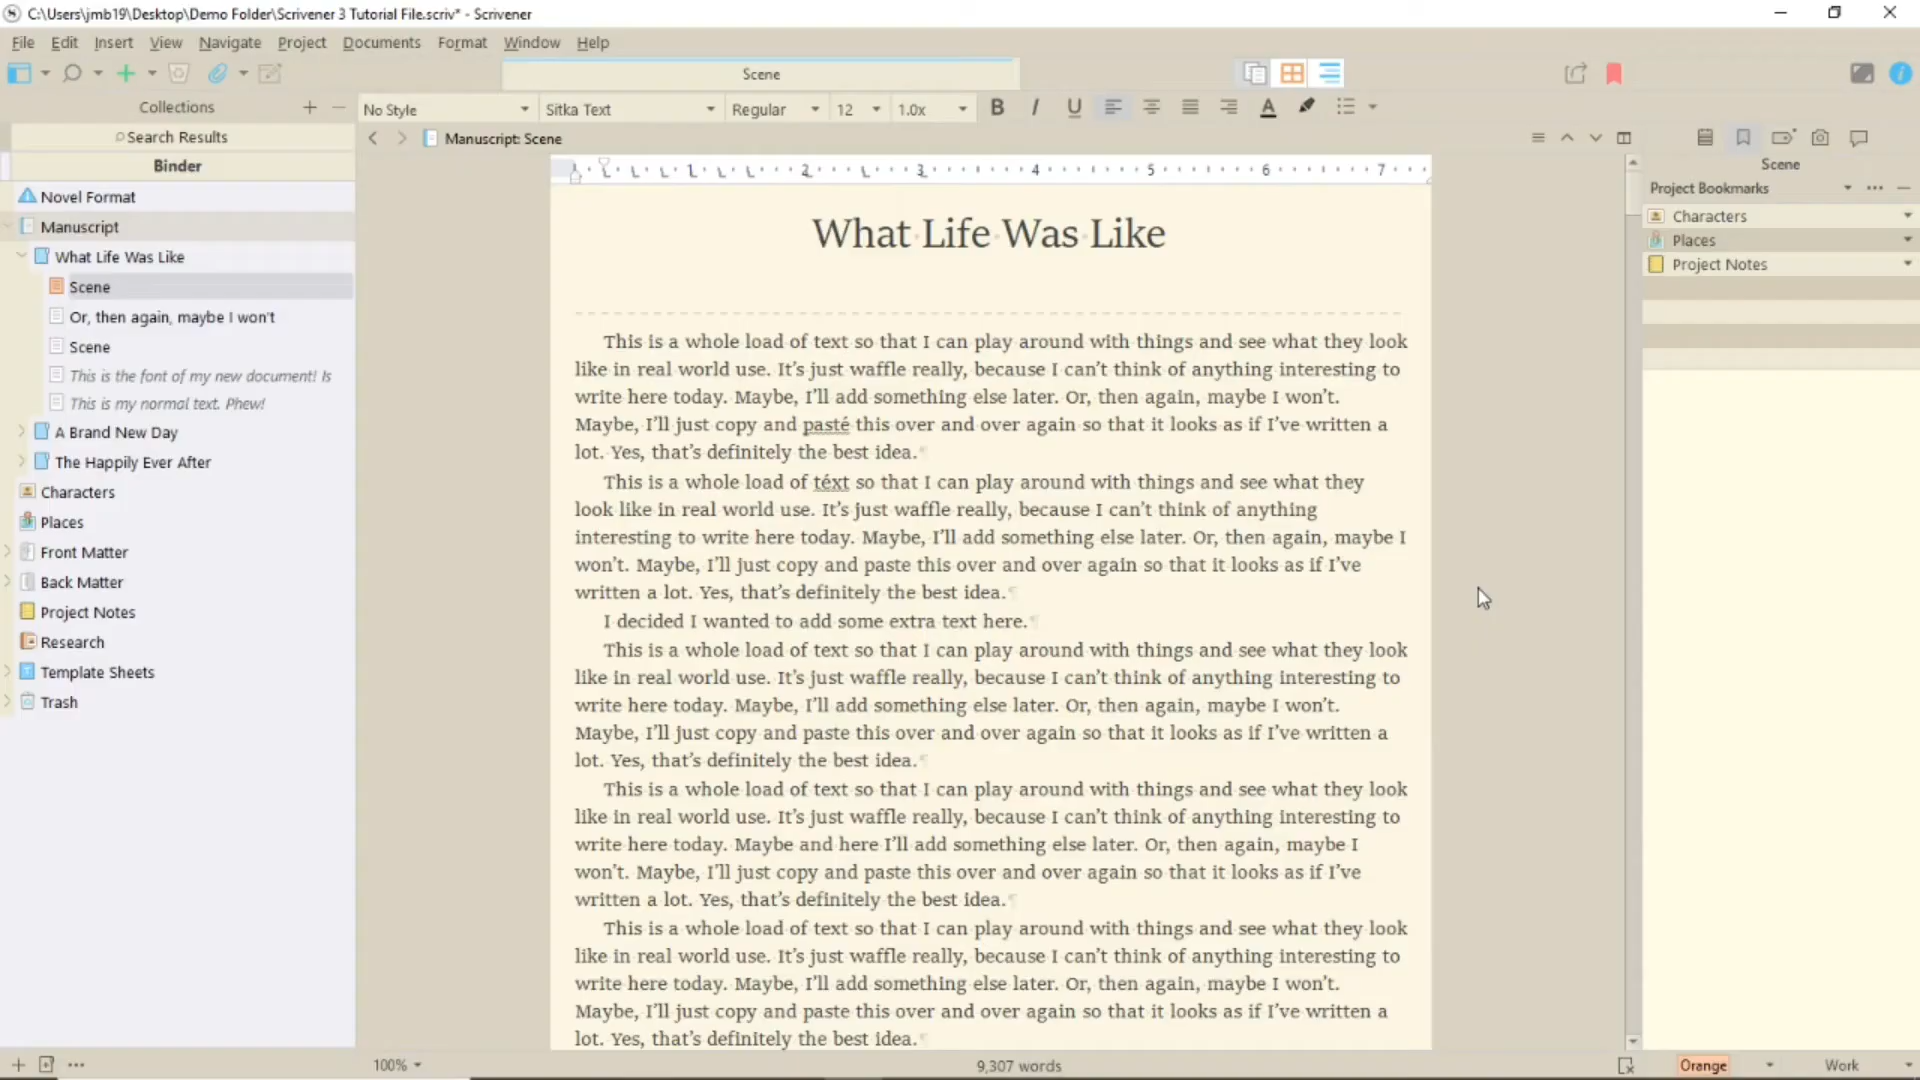 C:\Users\jmb19\Desktop\Demo Folder\Scrivener 3 Tutorial File.scriv* - Scrivener
File Edit Insert View Navigate Project Documents Format Window Help
Scene
Collections
No Style Sitka Text Regular 12 1.0x B I U A
Search Results
Manuscript: Scene
Binder
Scene
Novel Format
Manuscript
What Life Was Like
Scene
Or, then again, maybe I won't
Scene
This is the font of my new document! Is
This is my normal text. Phew!
A Brand New Day
The Happily Ever After
Characters
Places
Front Matter
Back Matter
Project Notes
Research
Template Sheets
Trash
1 2 3 4 5 6 7
What Life Was Like
This is a whole load of text so that I can play around with things and see what they look
like in real world use. It’s just waffle really, because I can’t think of anything interesting to
write here today. Maybe, I’ll add something else later. Or, then again, maybe I won’t.
Maybe, I’ll just copy and pasté this over and over again so that it looks as if I’ve written a
lot. Yes, that’s definitely the best idea.
This is a whole load of téxt so that I can play around with things and see what they
look like in real world use. It’s just waffle really, because I can’t think of anything
interesting to write here today. Maybe, I’ll add something else later. Or, then again, maybe I
won’t. Maybe, I’ll just copy and paste this over and over again so that it looks as if I’ve
written a lot. Yes, that’s definitely the best idea.
I decided I wanted to add some extra text here.
This is a whole load of text so that I can play around with things and see what they look
like in real world use. It’s just waffle really, because I can’t think of anything interesting to
write here today. Maybe, I’ll add something else later. Or, then again, maybe I won’t.
Maybe, I’ll just copy and paste this over and over again so that it looks as if I’ve written a
lot. Yes, that’s definitely the best idea.
This is a whole load of text so that I can play around with things and see what they look
like in real world use. It’s just waffle really, because I can’t think of anything interesting to
write here today. Maybe and here I’ll add something else later. Or, then again, maybe I
won’t. Maybe, I’ll just copy and paste this over and over again so that it looks as if I’ve
written a lot. Yes, that’s definitely the best idea.
This is a whole load of text so that I can play around with things and see what they look
like in real world use. It’s just waffle really, because I can’t think of anything interesting to
write here today. Maybe, I’ll add something else later. Or, then again, maybe I won’t.
Maybe, I’ll just copy and paste this over and over again so that it looks as if I’ve written a
lot. Yes, that’s definitely the best idea.
Project Bookmarks
Characters
Places
Project Notes
100%
9,307 words
Orange
Work